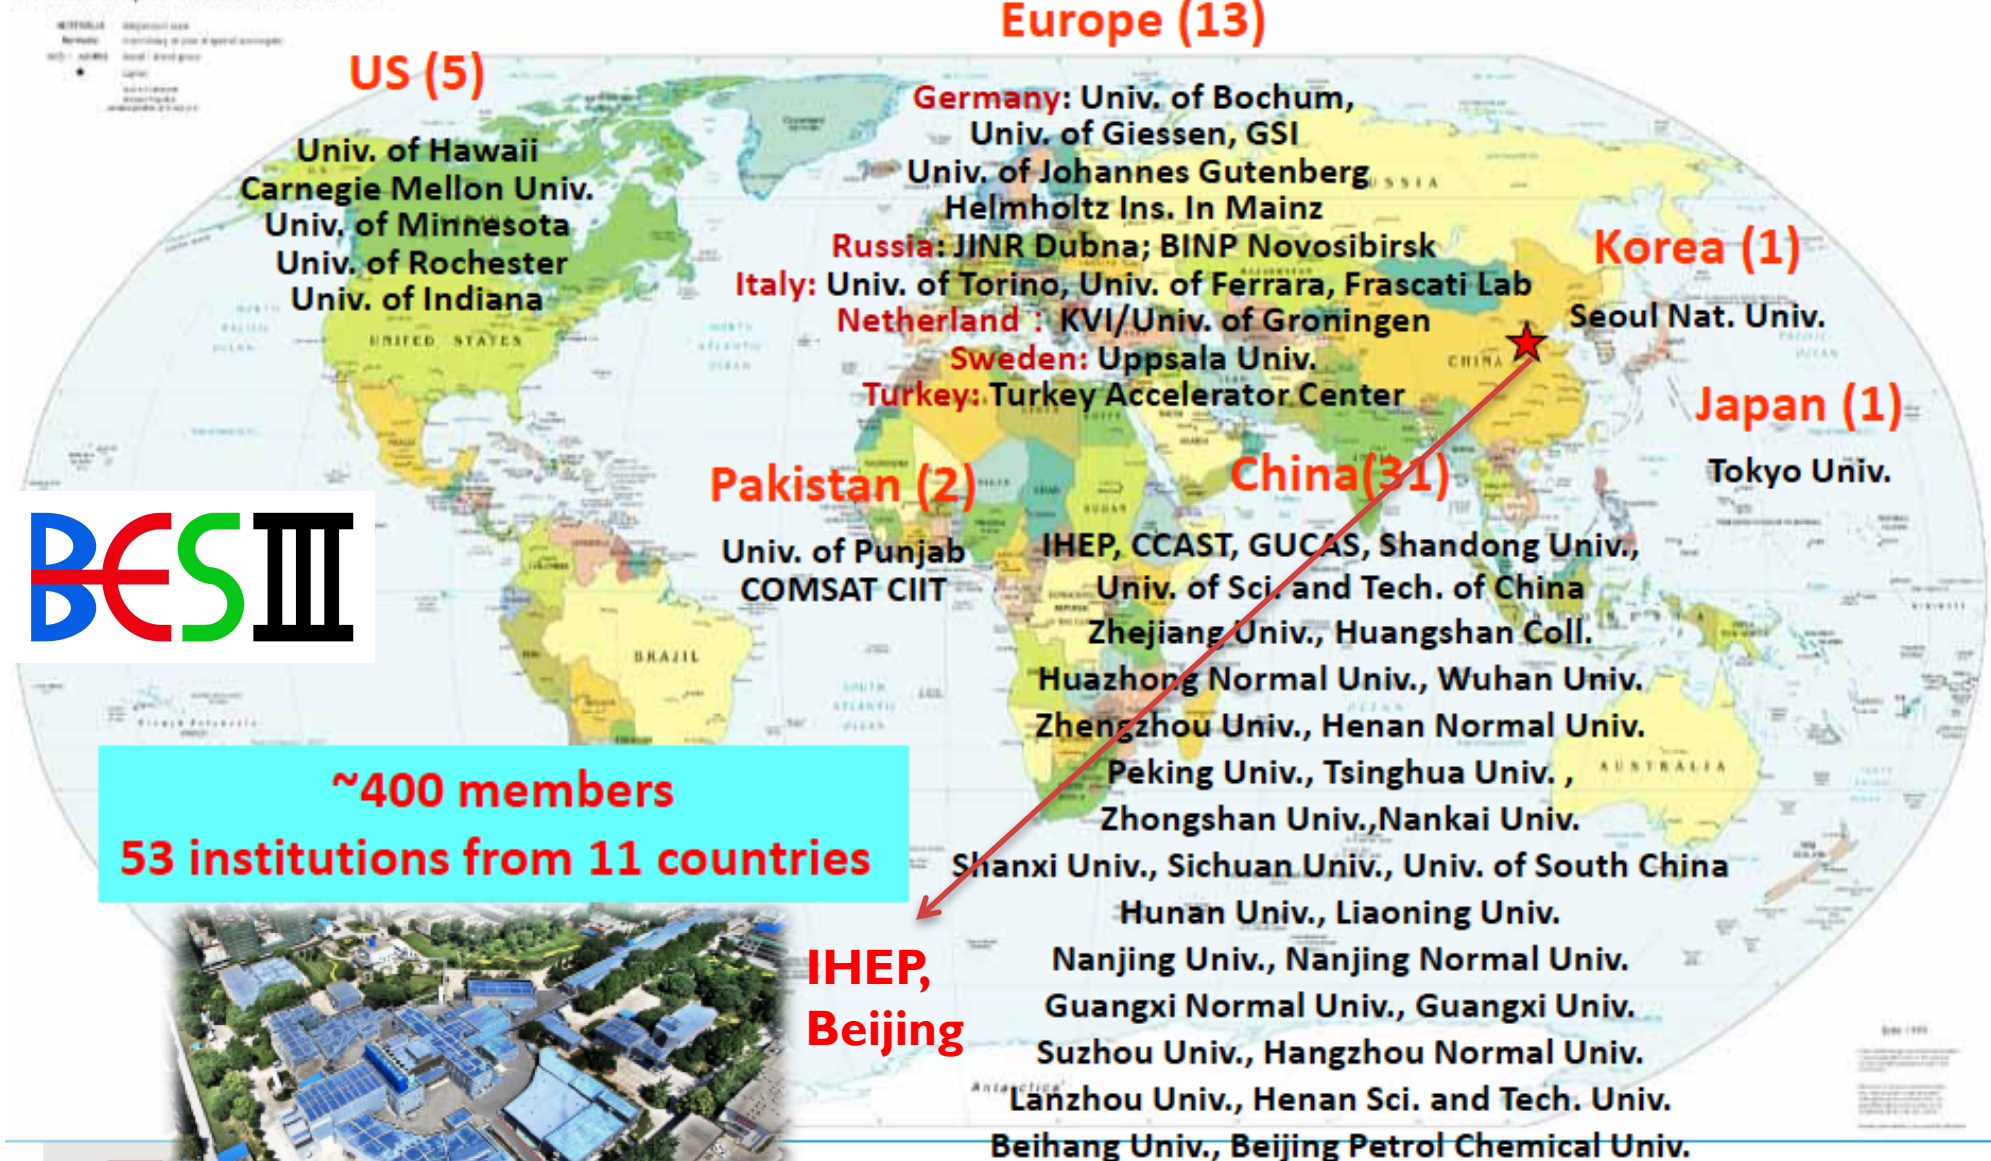 Europe (13)
US (5)
Univ. of Hawaii
Carnegie Mellon Univ.
Univ. of Minnesota
Univ. of Rochester
Univ. of Indiana
Germany: Univ. of Bochum,
Univ. of Giessen, GSI
Univ. of Johannes Gutenberg
Helmholtz Ins. In Mainz
Russia: JINR Dubna; BINP Novosibirsk
Italy: Univ. of Torino, Univ. of Ferrara, Frascati Lab
Netherland : KVI/Univ. of Groningen
Sweden: Uppsala Univ.
Turkey: Turkey Accelerator Center
Korea (1)
Seoul Nat. Univ.
Japan (1)
Tokyo Univ.
Pakistan (2)
Univ. of Punjab
COMSAT CIIT
China(31)
IHEP, CCAST, GUCAS, Shandong Univ.,
Univ. of Sci. and Tech. of China
Zhejiang Univ., Huangshan Coll.
Huazhong Normal Univ., Wuhan Univ.
Zhengzhou Univ., Henan Normal Univ.
Peking Univ., Tsinghua Univ. ,
Zhongshan Univ.,Nankai Univ.
Shanxi Univ., Sichuan Univ., Univ. of South China
Hunan Univ., Liaoning Univ.
Nanjing Univ., Nanjing Normal Univ.
Guangxi Normal Univ., Guangxi Univ.
Suzhou Univ., Hangzhou Normal Univ.
Lanzhou Univ., Henan Sci. and Tech. Univ.
Beihang Univ., Beijing Petrol Chemical Univ.
BESIII
~400 members
53 institutions from 11 countries
IHEP,
Beijing
UNITED STATES
BRAZIL
CHINA
AUSTRALIA
SUDAN
Antarctica